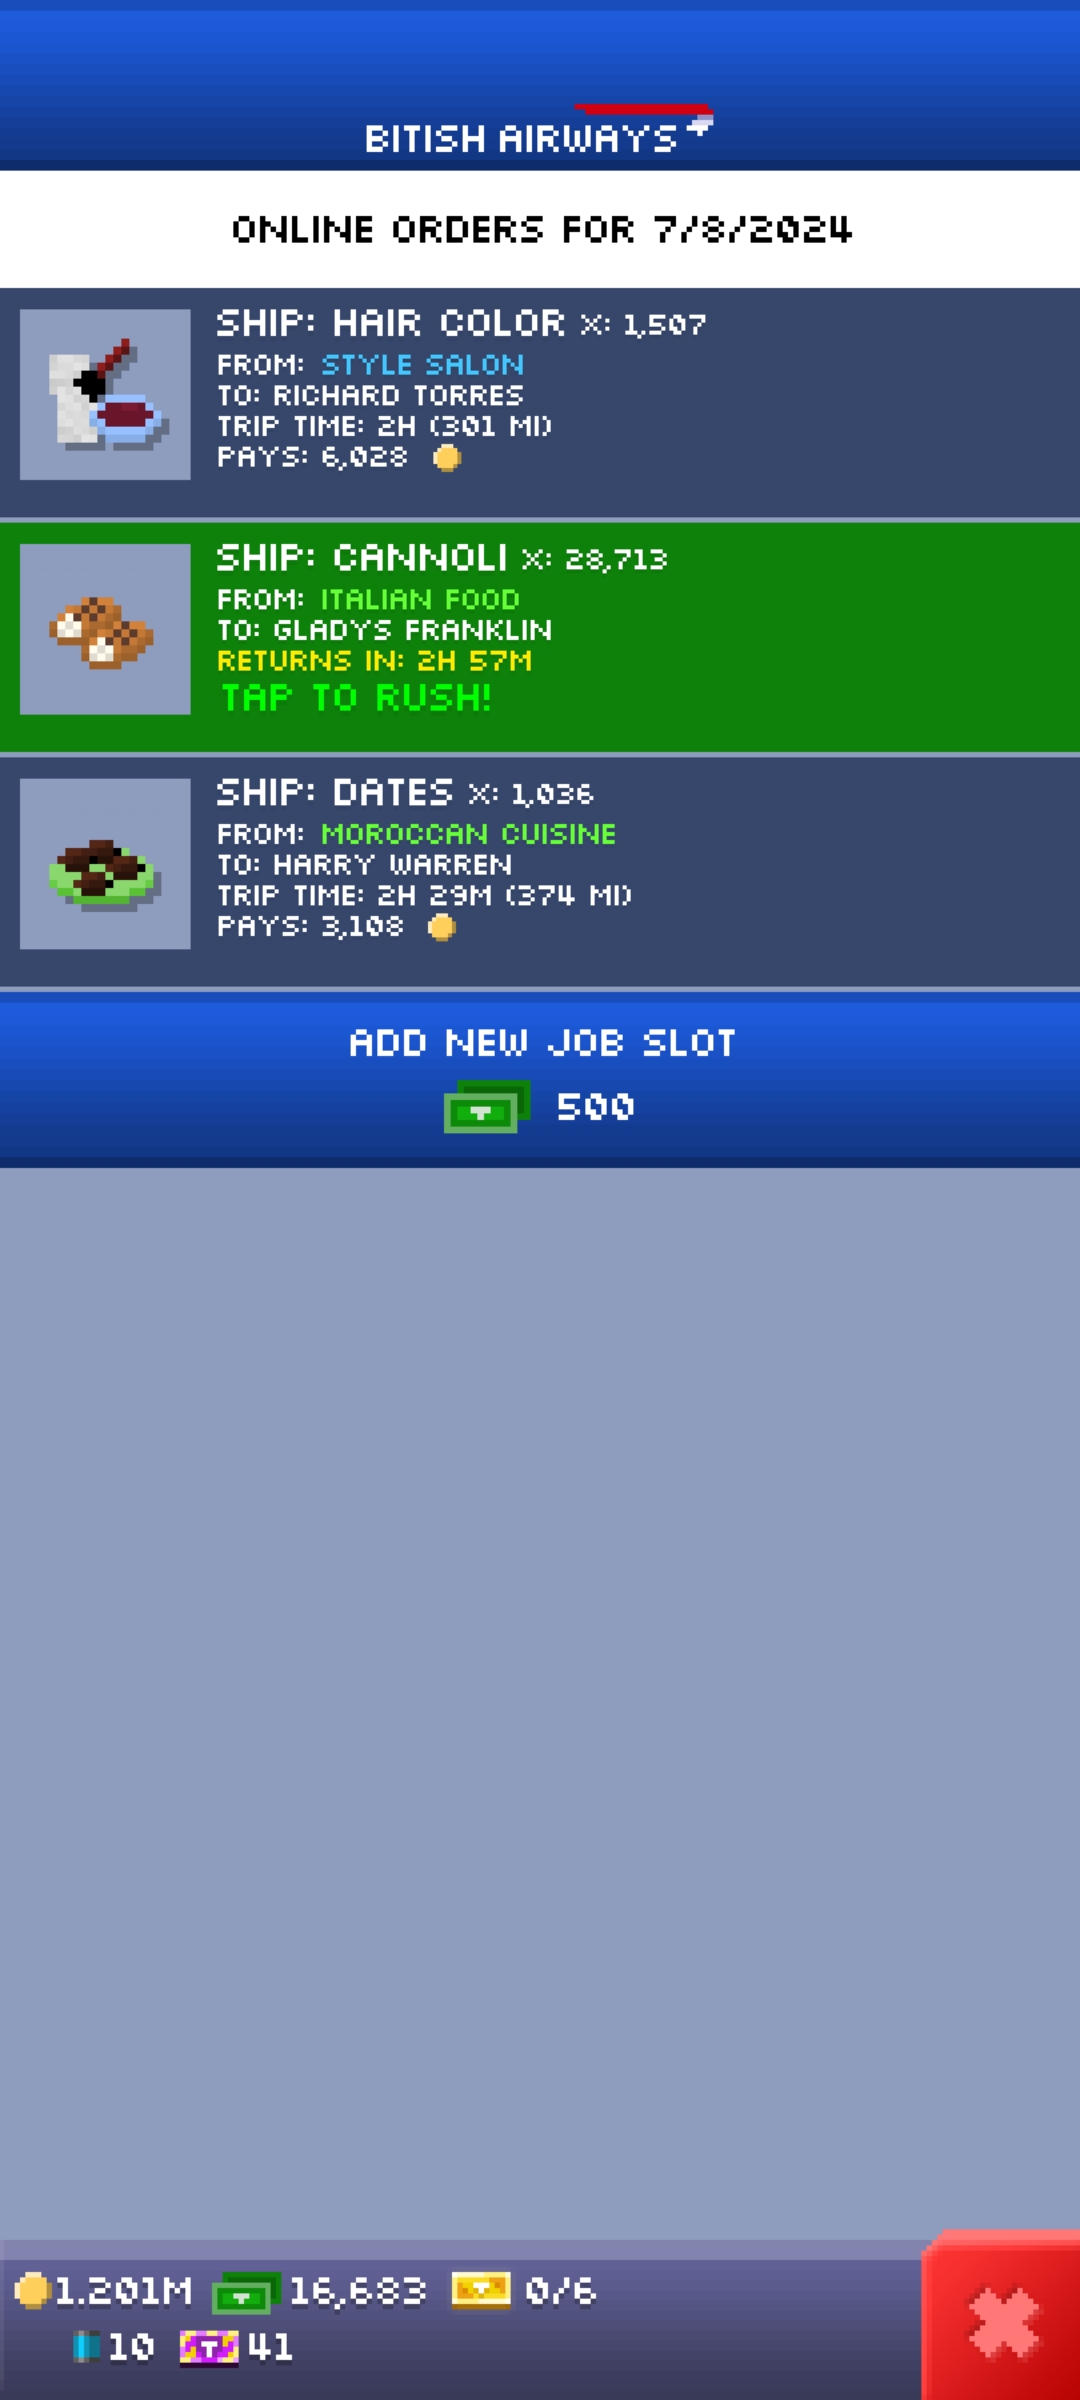 BITISH AIRWAYS
ONLINE ORDERS FOR 7/8/2024
SHIP: HAIR COLOR X: 1,507
FROM: STYLE SALON
TO: RICHARD TORRES
TRIP TIME: 2H (301 MI)
PAYS: 6,028
SHIP: CANNOLI X: 28,713
FROM: ITALIAN FOOD
TO: GLADYS FRANKLIN
RETURNS IN: 2H 57M
TAP TO RUSH!
SHIP: DATES X: 1,036
FROM: MOROCCAN CUISINE
TO: HARRY WARREN
TRIP TIME: 2H 29M (374 MI)
PAYS: 3,108
ADD NEW JOB SLOT
500
1.201M 16,683 0/6
10 41